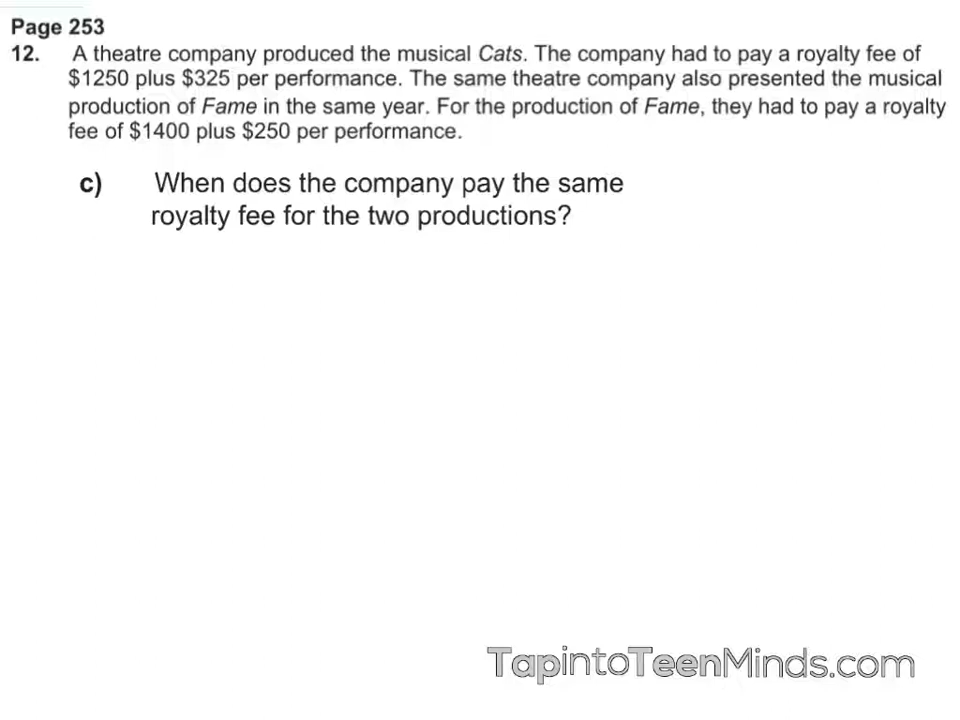 Page 253
12. A theatre company produced the musical Cats. The company had to pay a royalty fee of
$1250 plus $325 per performance. The same theatre company also presented the musical
production of Fame in the same year. For the production of Fame, they had to pay a royalty
fee of $1400 plus $250 per performance.
c) When does the company pay the same
royalty fee for the two productions?
TapintoTeenMinds.com